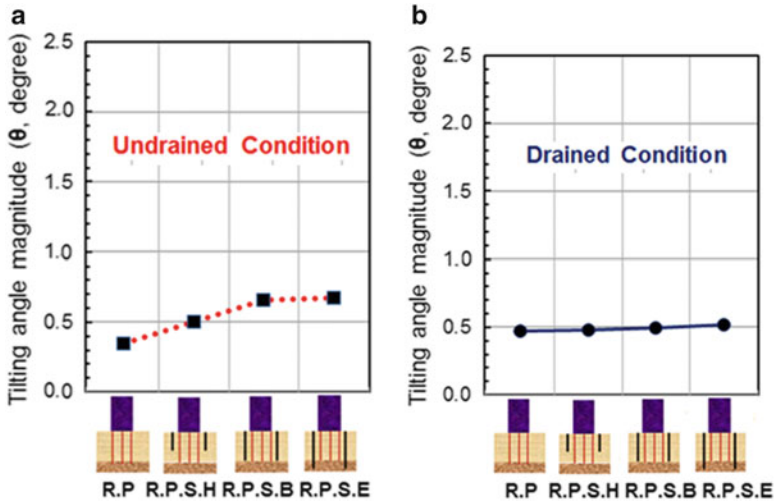 a
Tilting angle magnitude (θ, degree)
2.5
2.0
1.5
1.0
0.5
0.0
Undrained Condition
R.P R.P.S.H R.P.S.B R.P.S.E
b
Tilting angle magnitude (θ, degree)
2.5
2.0
1.5
1.0
0.5
0.0
Drained Condition
R.P R.P.S.H R.P.S.B R.P.S.E